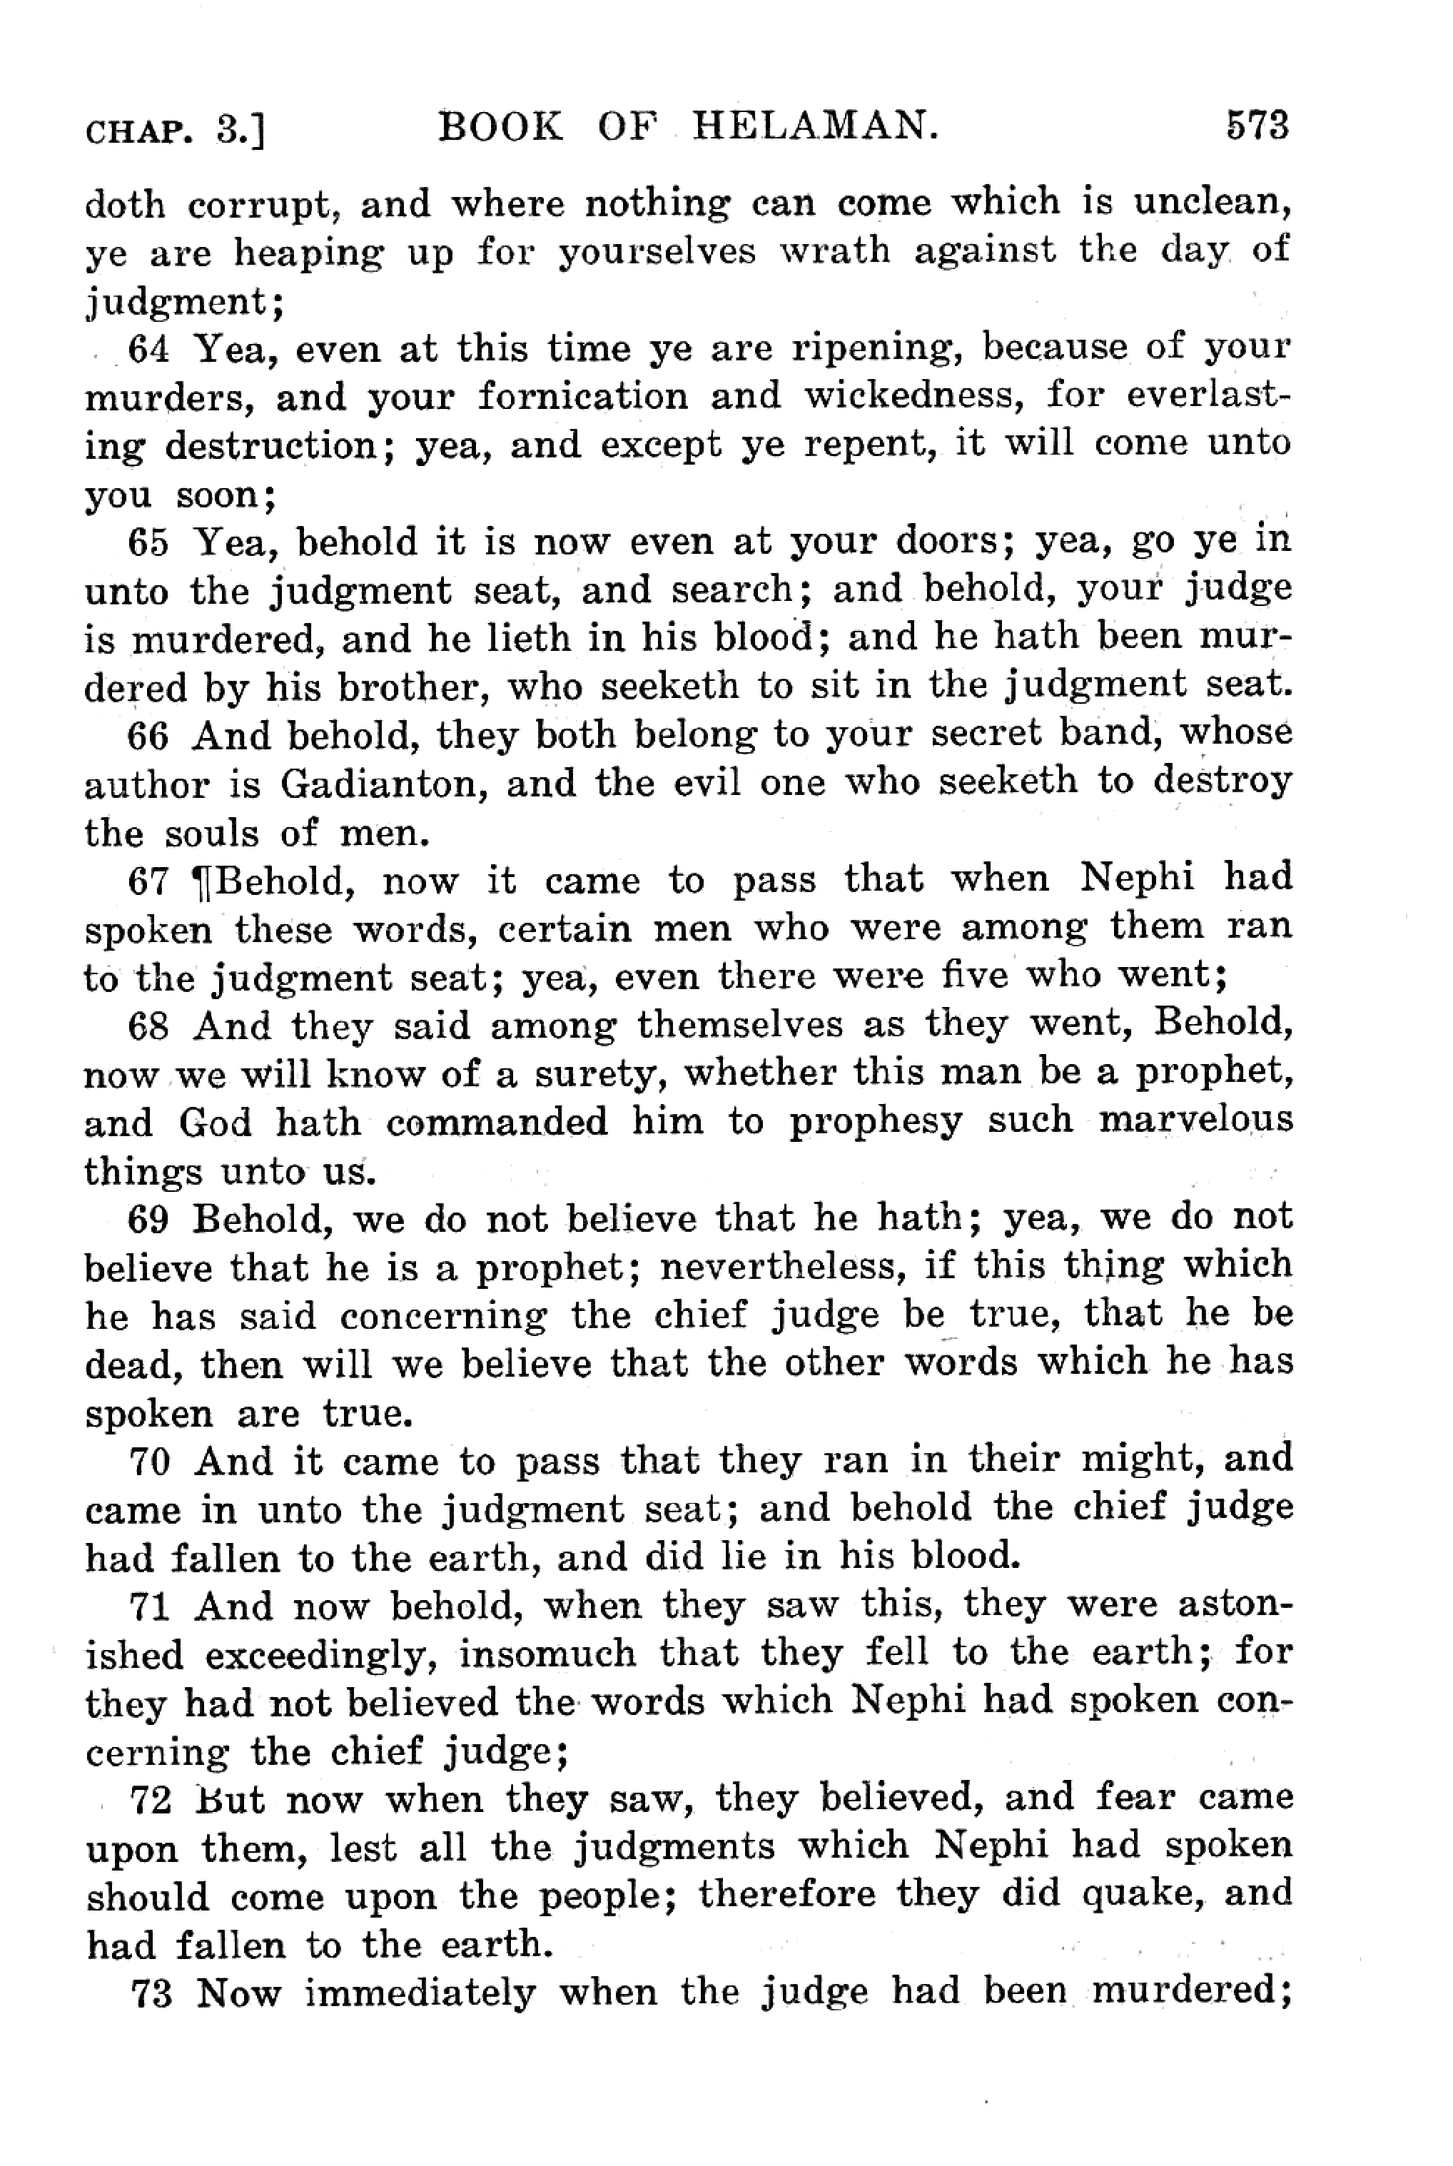 CHAP. 3.] BOOK OF HELAMAN. 573
doth corrupt, and where nothing can come which is unclean,
ye are heaping up for yourselves wrath against the day of
judgment;
64 Yea, even at this time ye are ripening, because of your
murders, and your fornication and wickedness, for everlast-
ing destruction; yea, and except ye repent, it will come unto
you soon;
65 Yea, behold it is now even at your doors; yea, go ye in
unto the judgment seat, and search; and behold, your judge
is murdered, and he lieth in his blood; and he hath been mur-
dered by his brother, who seeketh to sit in the judgment seat.
66 And behold, they both belong to your secret band, whose
author is Gadianton, and the evil one who seeketh to destroy
the souls of men.
67 ¶Behold, now it came to pass that when Nephi had
spoken these words, certain men who were among them ran
to the judgment seat; yea, even there were five who went;
68 And they said among themselves as they went, Behold,
now we will know of a surety, whether this man be a prophet,
and God hath commanded him to prophesy such marvelous
things unto us.
69 Behold, we do not believe that he hath; yea, we do not
believe that he is a prophet; nevertheless, if this thing which
he has said concerning the chief judge be true, that he be
dead, then will we believe that the other words which he has
spoken are true.
70 And it came to pass that they ran in their might, and
came in unto the judgment seat; and behold the chief judge
had fallen to the earth, and did lie in his blood.
71 And now behold, when they saw this, they were aston-
ished exceedingly, insomuch that they fell to the earth; for
they had not believed the words which Nephi had spoken con-
cerning the chief judge;
72 But now when they saw, they believed, and fear came
upon them, lest all the judgments which Nephi had spoken
should come upon the people; therefore they did quake, and
had fallen to the earth.
73 Now immediately when the judge had been murdered;